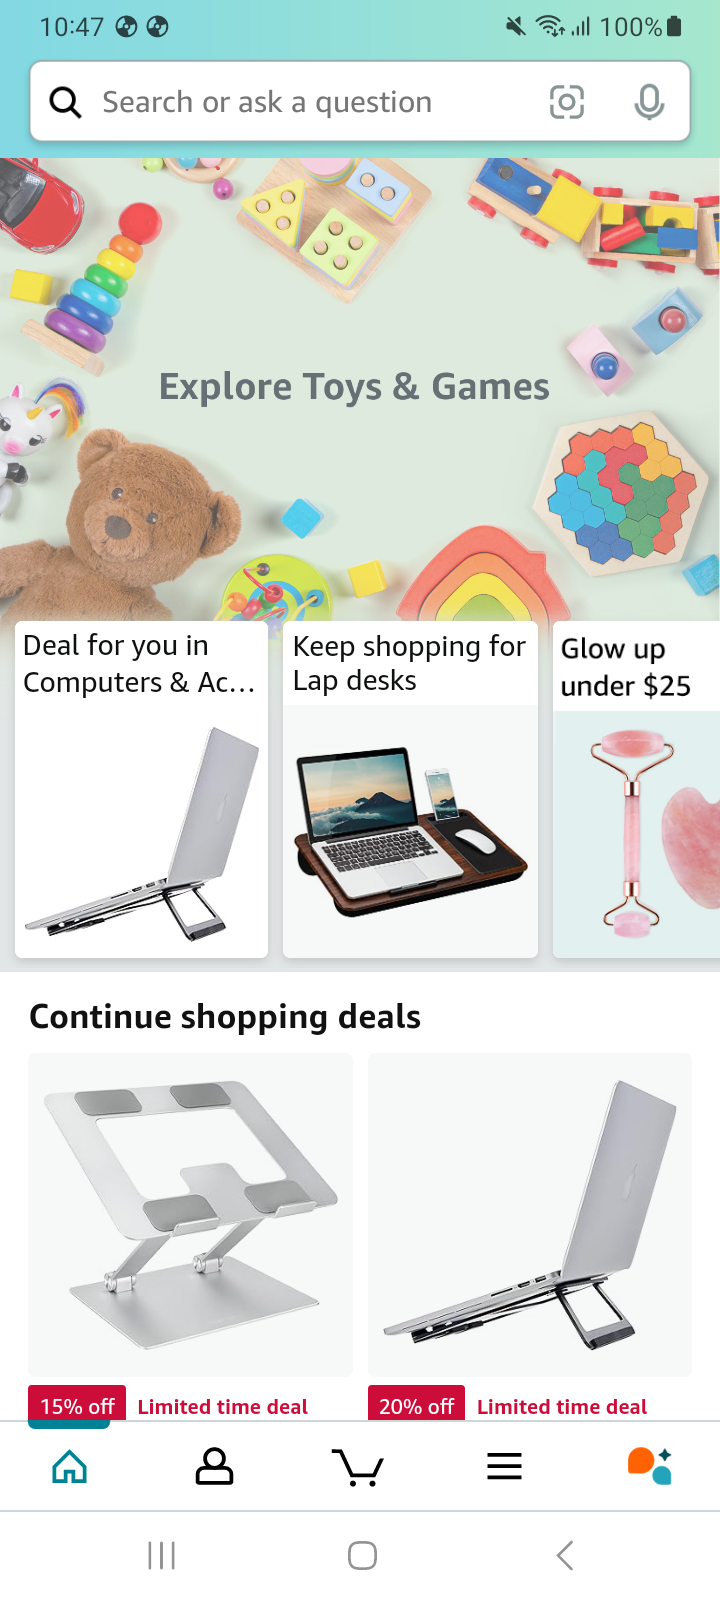 10:47
100%
Search or ask a question
Explore Toys & Games
Deal for you in
Computers & Ac...
Keep shopping for
Lap desks
Glow up
under $25
Continue shopping deals
15% off Limited time deal
20% off Limited time deal